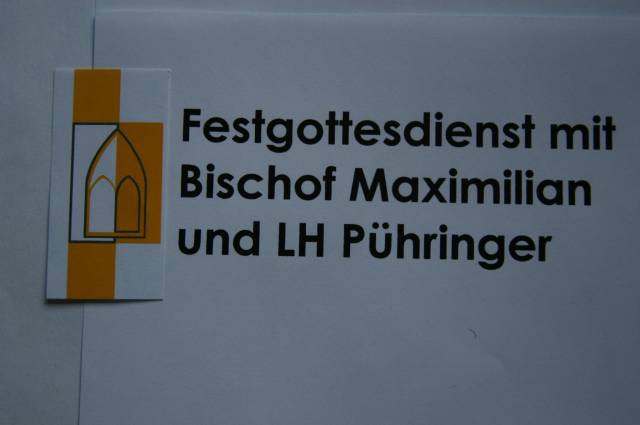 Festgottesdienst mit
Bischof Maximilian
und LH Pühringer